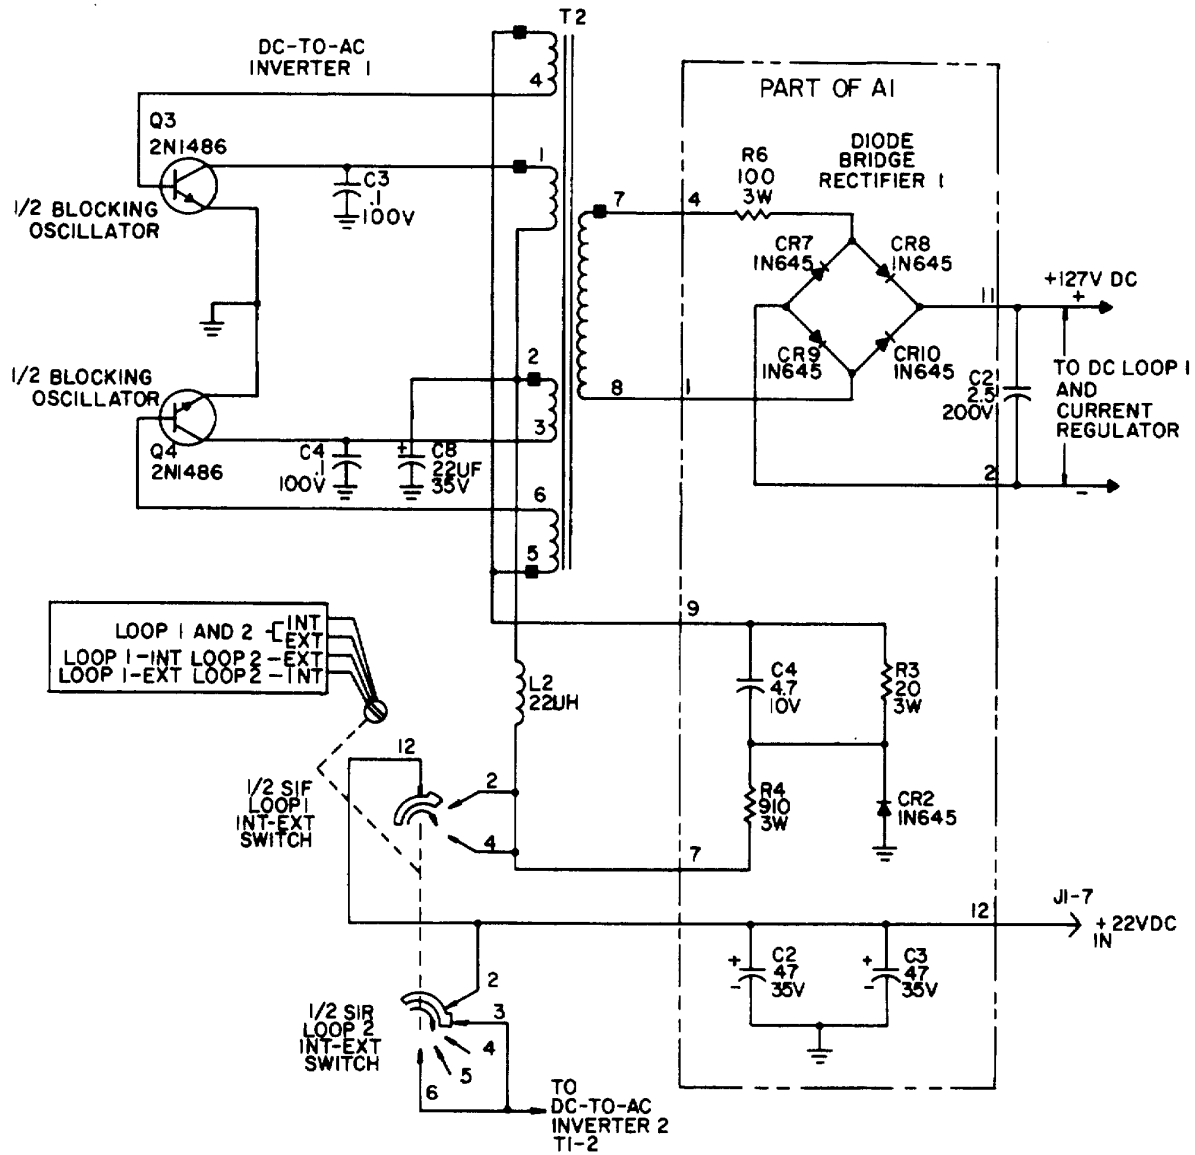 T2
DC-TO-AC
INVERTER 1
4
PART OF A1
Q3
2N1486
1
C3
.1
100V
R6
100
3W
DIODE
BRIDGE
RECTIFIER 1
7
4
1/2 BLOCKING
OSCILLATOR
CR7
1N645
CR8
1N645
+127V DC
11
+
2
CR9
1N645
CR10
1N645
C2
2.5
200V
TO DC LOOP 1
AND
CURRENT
REGULATOR
1/2 BLOCKING
OSCILLATOR
8
1
3
Q4
2N1486
C4
.1
100V
+
C8
22UF
35V
2
-
6
5
9
LOOP 1 AND 2 - INT
EXT
LOOP 1-INT LOOP 2-EXT
LOOP 1-EXT LOOP 2-INT
L2
22UH
C4
4.7
10V
R3
20
3W
12
1/2 S1F
LOOP 1
INT-EXT
SWITCH
2
4
R4
910
3W
CR2
1N645
7
J1-7
12
+22VDC
IN
2
+
-
C2
47
35V
+
-
C3
47
35V
1/2 S1R
LOOP 2
INT-EXT
SWITCH
3
4
5
6
TO
DC-TO-AC
INVERTER 2
T1-2